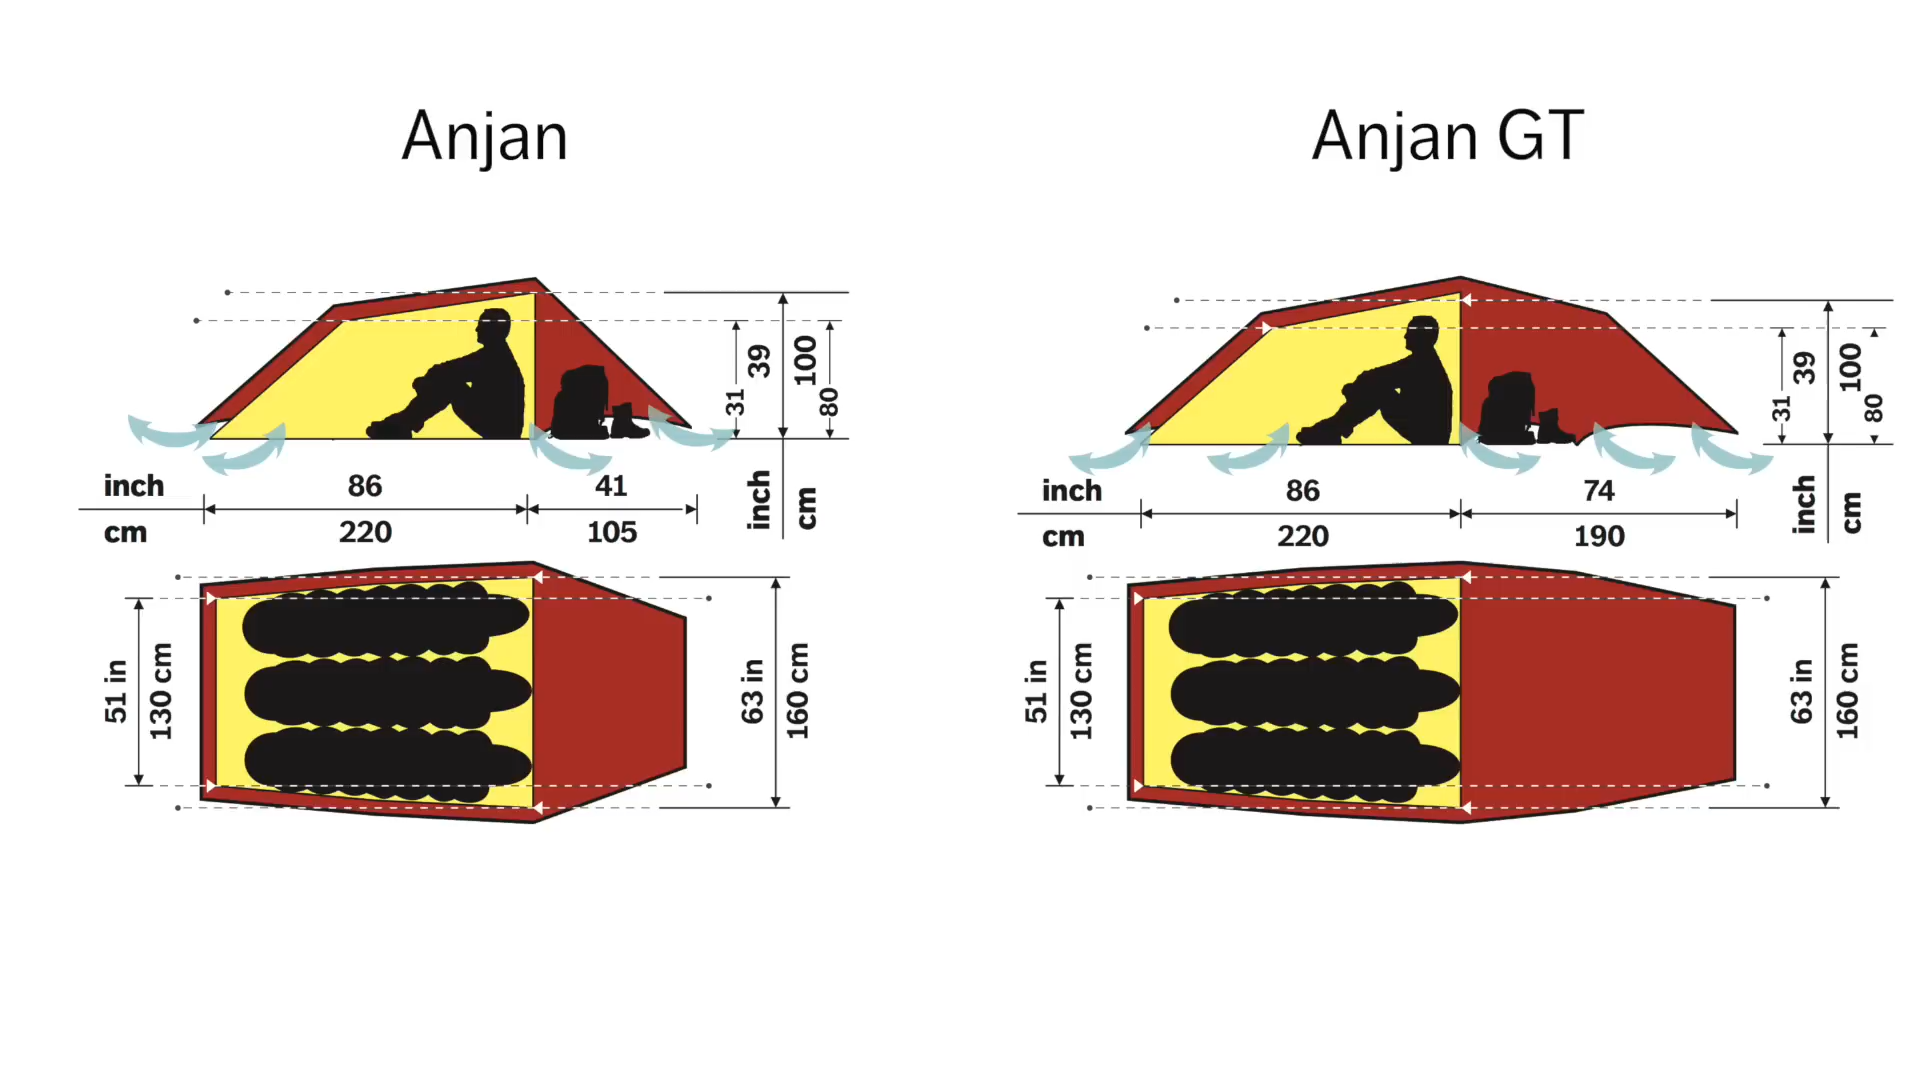 Anjan
31
39
100
80
inch 86 41
cm 220 105
inch
cm
51 in
130 cm
63 in
160 cm
Anjan GT
31
39
100
80
inch 86 74
cm 220 190
inch
cm
51 in
130 cm
63 in
160 cm